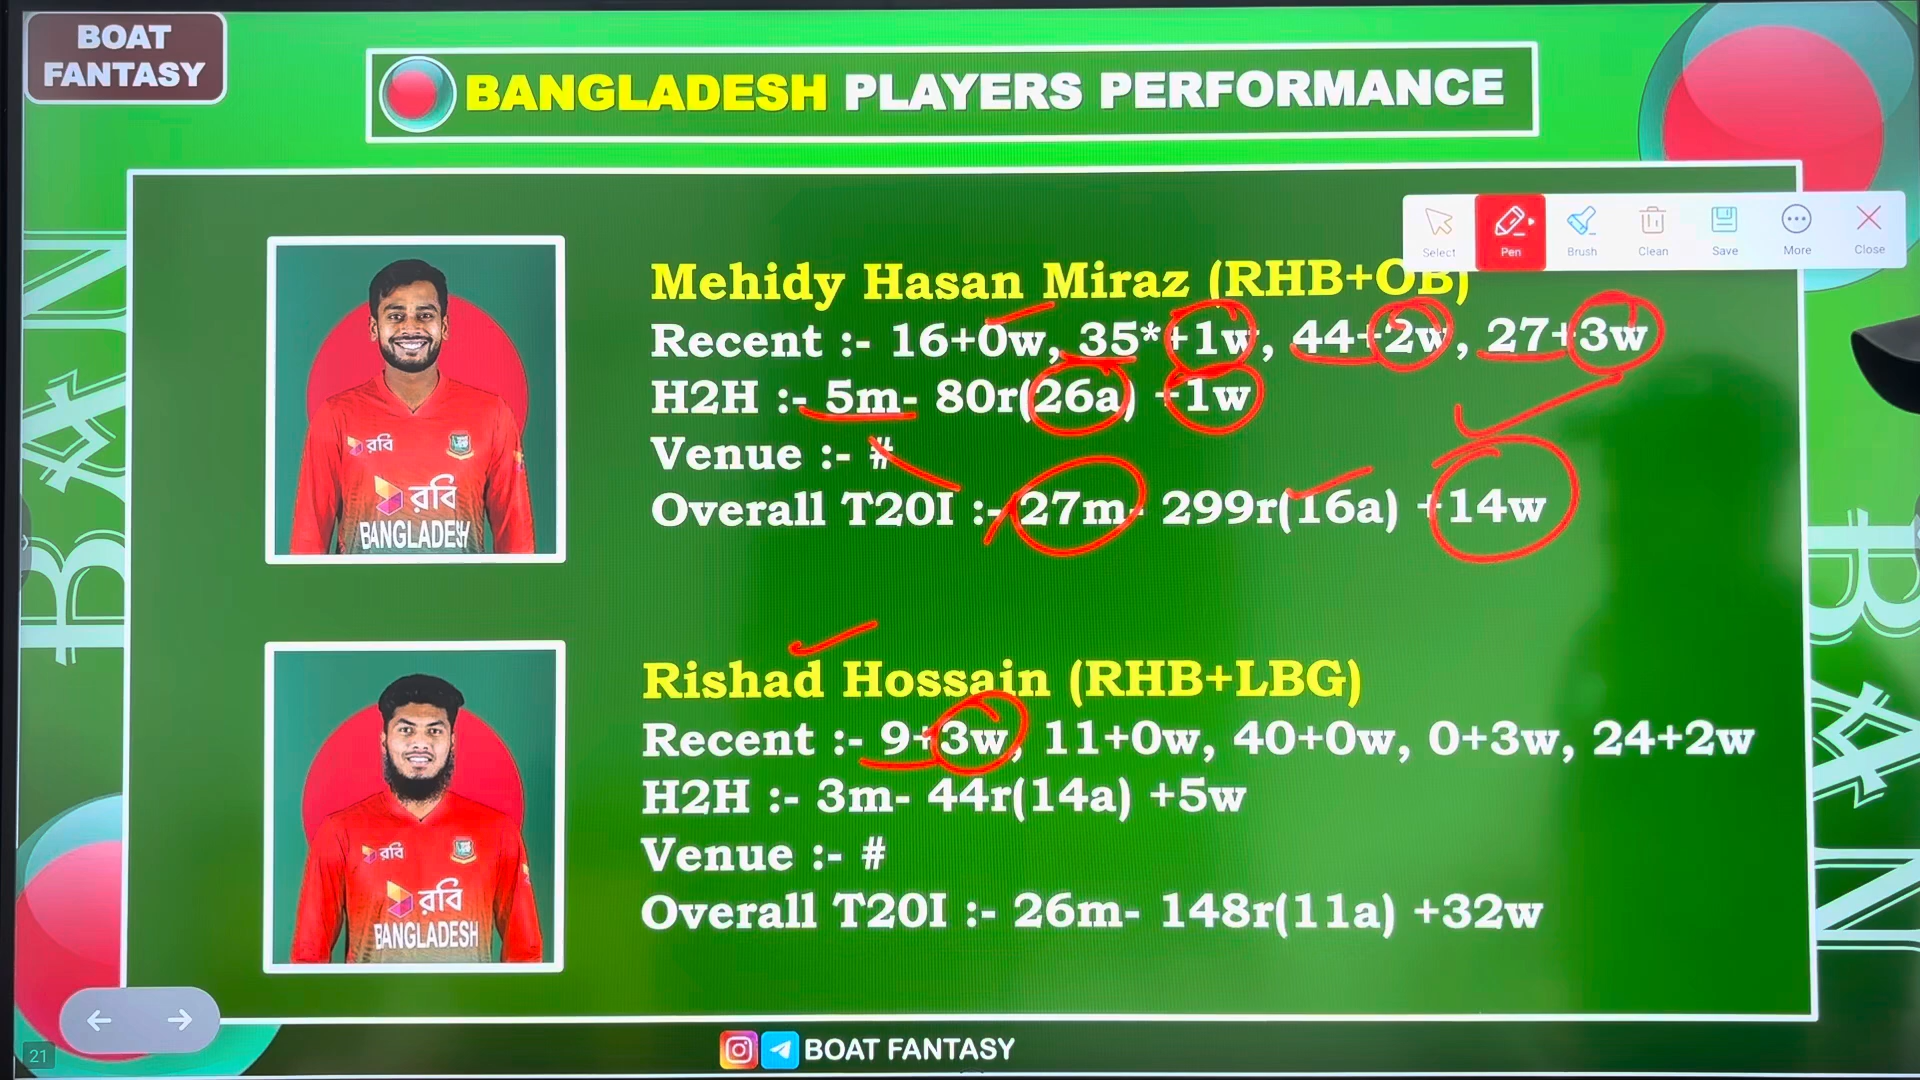 BOAT
FANTASY
BANGLADESH PLAYERS PERFORMANCE
Select Pen Brush Clean Save More Close
Mehidy Hasan Miraz (RHB+OB)
Recent :- 16+0w, 35*+1w, 44+2w, 27+3w
H2H :- 5m- 80r(26a) +1w
Venue :- #
Overall T20I :- 27m- 299r(16a) +14w
রবি
রবি
BANGLADESH
Rishad Hossain (RHB+LBG)
Recent :- 9+3w, 11+0w, 40+0w, 0+3w, 24+2w
H2H :- 3m- 44r(14a) +5w
Venue :- #
Overall T20I :- 26m- 148r(11a) +32w
রবি
রবি
BANGLADESH
BAN
BAN
21
BOAT FANTASY